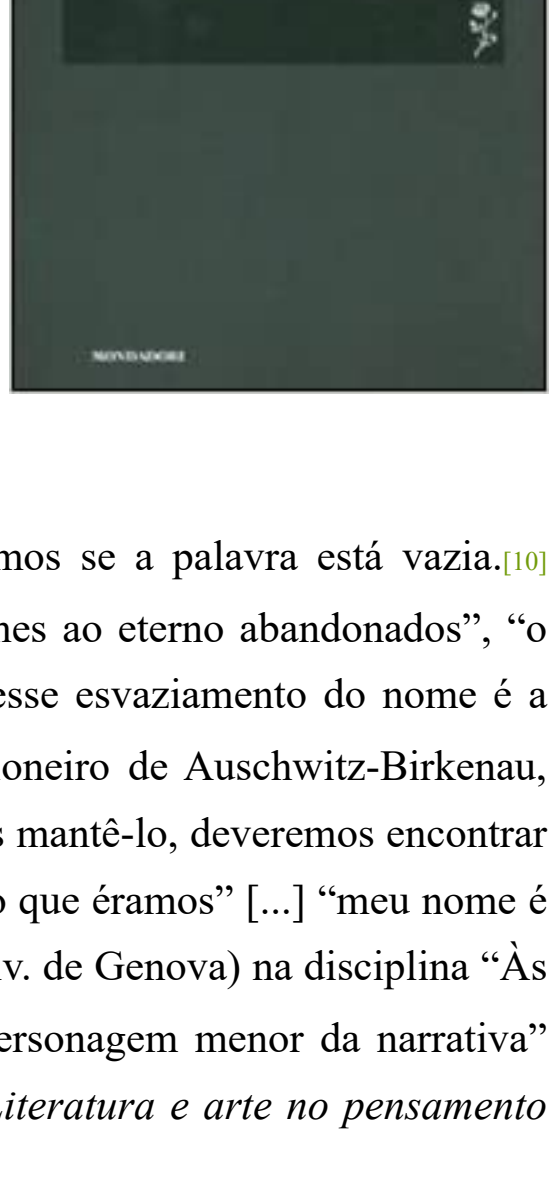 MONDADORI
mos se a palavra está vazia.[10]
nes ao eterno abandonados”, “o
esse esvaziamento do nome é a
oneiro de Auschwitz-Birkenau,
s mantê-lo, deveremos encontrar
o que éramos” [...] “meu nome é
v. de Genova) na disciplina “Às
ersonagem menor da narrativa”
Literatura e arte no pensamento